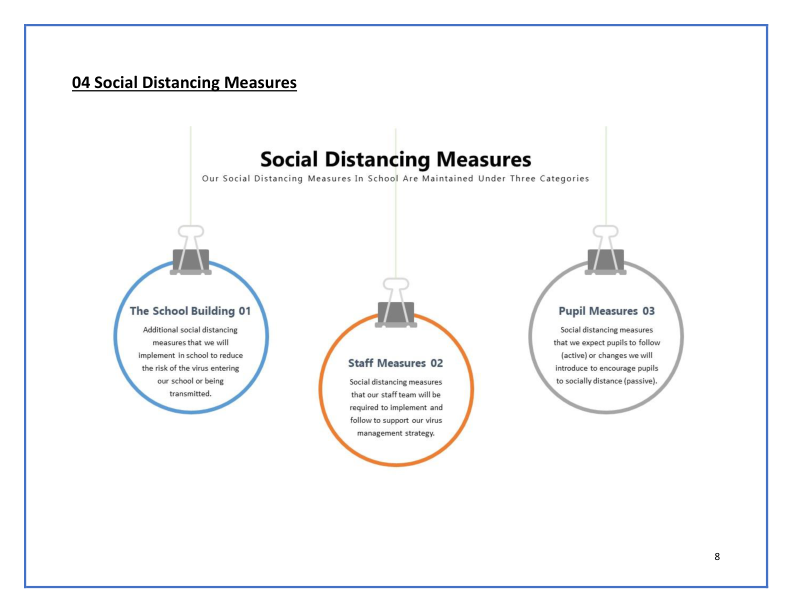 04 Social Distancing Measures
Social Distancing Measures
Our Social Distancing Measures In School Are Maintained Under Three Categories
The School Building 01
Additional social distancing
measures that we will
implement in school to reduce
the risk of the virus entering
our school or being
transmitted.
Staff Measures 02
Social distancing measures
that our staff team will be
required to implement and
follow to support our virus
management strategy.
Pupil Measures 03
Social distancing measures
that we expect pupils to follow
(active) or changes we will
introduce to encourage pupils
to socially distance (passive).
8